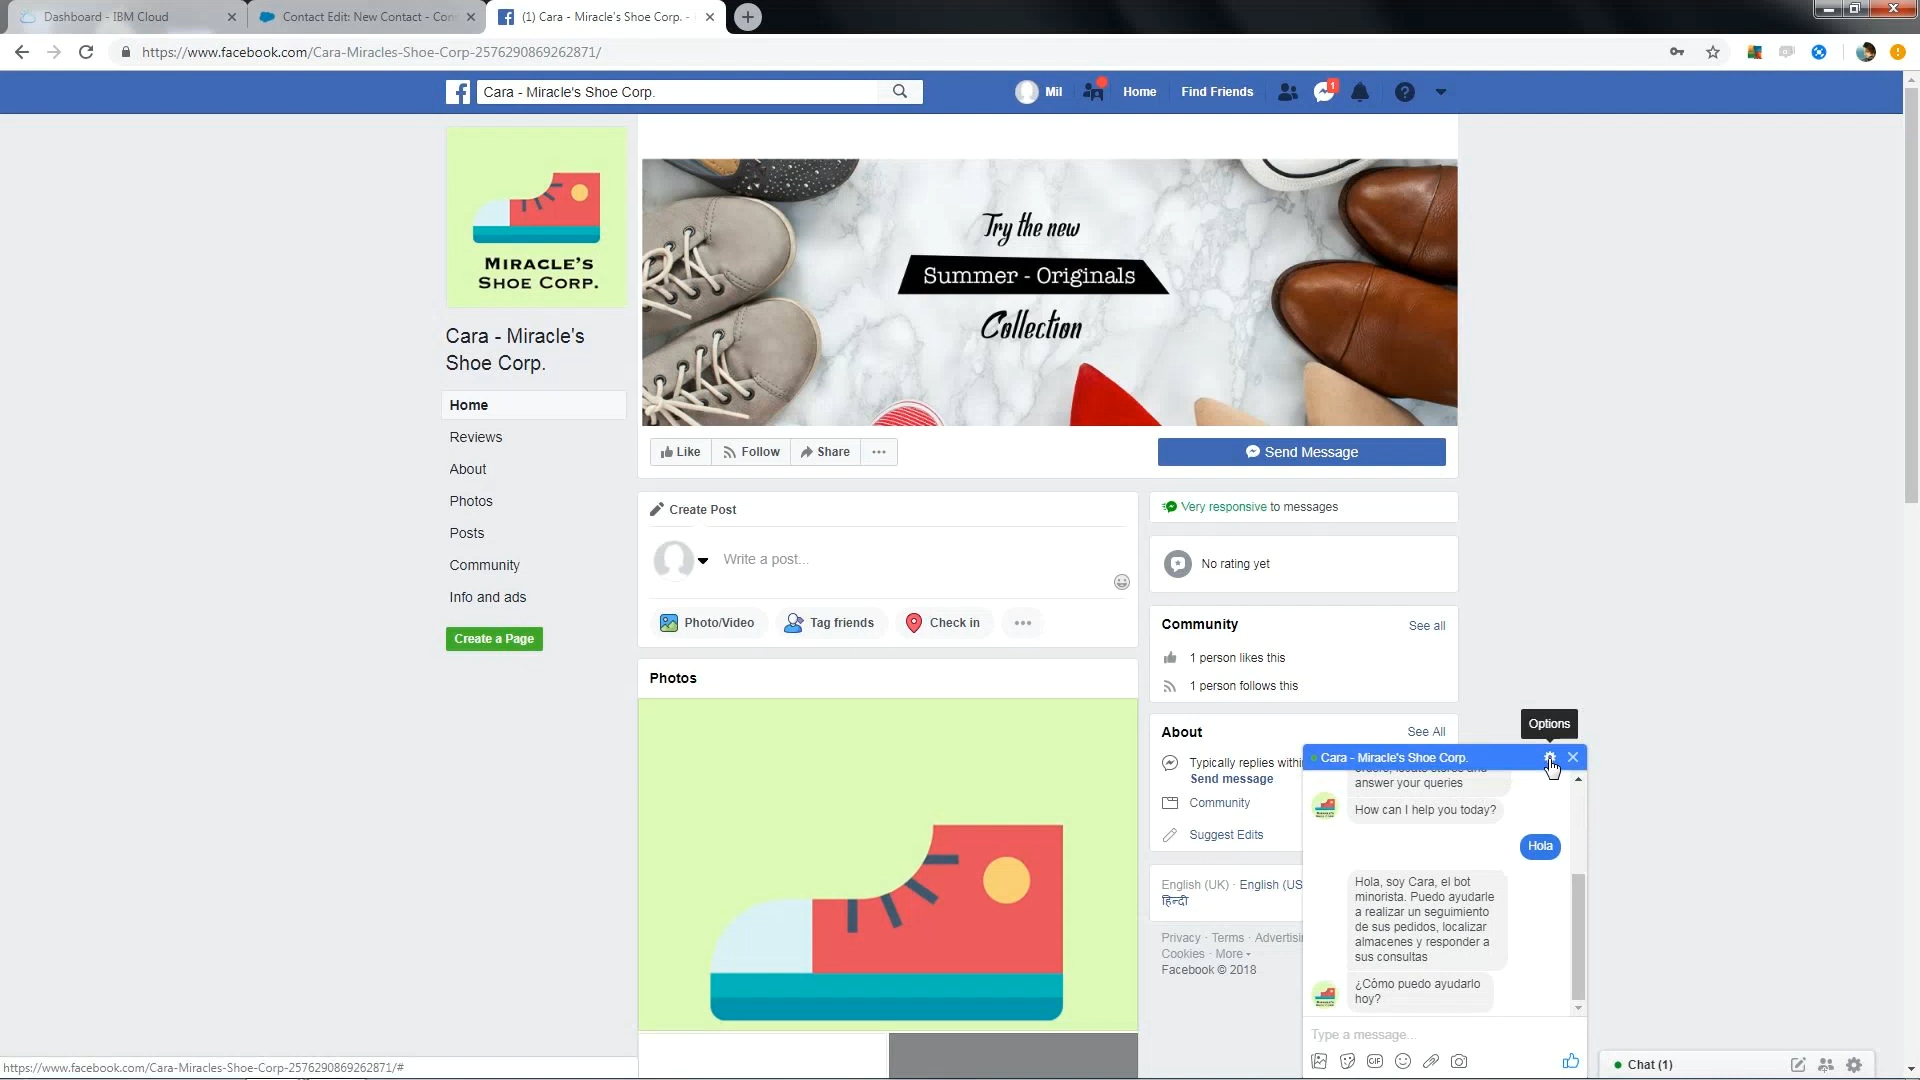 Dashboard - IBM Cloud
Contact Edit: New Contact - Con
(1) Cara - Miracle's Shoe Corp. -
https://www.facebook.com/Cara-Miracles-Shoe-Corp-2576290869262871/
Cara - Miracle's Shoe Corp.
Mil
Home
Find Friends
1
MIRACLE'S
SHOE CORP.
Try the new
Summer - Originals
Collection
Cara - Miracle's
Shoe Corp.
Home
Reviews
About
Photos
Posts
Community
Info and ads
Create a Page
Like
Follow
Share
Send Message
Create Post
Write a post...
Photo/Video
Tag friends
Check in
Photos
Very responsive to messages
No rating yet
Community
See all
1 person likes this
1 person follows this
About
See All
Typically replies withi
Send message
Community
Suggest Edits
English (UK) · English (US
हिन्दी
Privacy · Terms · Advertisi
Cookies · More
Facebook © 2018
Options
Cara - Miracle's Shoe Corp.
orders, locate stores and
answer your queries
How can I help you today?
Hola
Hola, soy Cara, el bot
minorista. Puedo ayudarle
a realizar un seguimiento
de sus pedidos, localizar
almacenes y responder a
sus consultas
¿Cómo puedo ayudarlo
hoy?
Type a message...
GIF
Chat (1)
https://www.facebook.com/Cara-Miracles-Shoe-Corp-2576290869262871/#